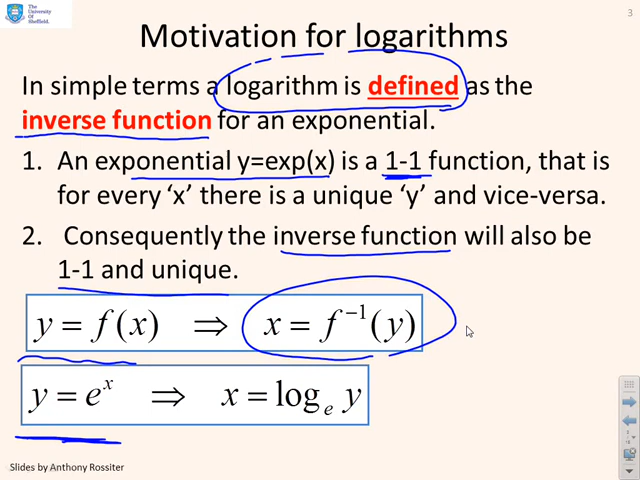 The
University
Of
Sheffield.
3
Motivation for logarithms
In simple terms a logarithm is defined as the
inverse function for an exponential.
1. An exponential y=exp(x) is a 1-1 function, that is
for every ‘x’ there is a unique ‘y’ and vice-versa.
2. Consequently the inverse function will also be
1-1 and unique.
y = f(x) ⇒ x = f⁻¹(y)
y = eˣ ⇒ x = logₑ y
Slides by Anthony Rossiter